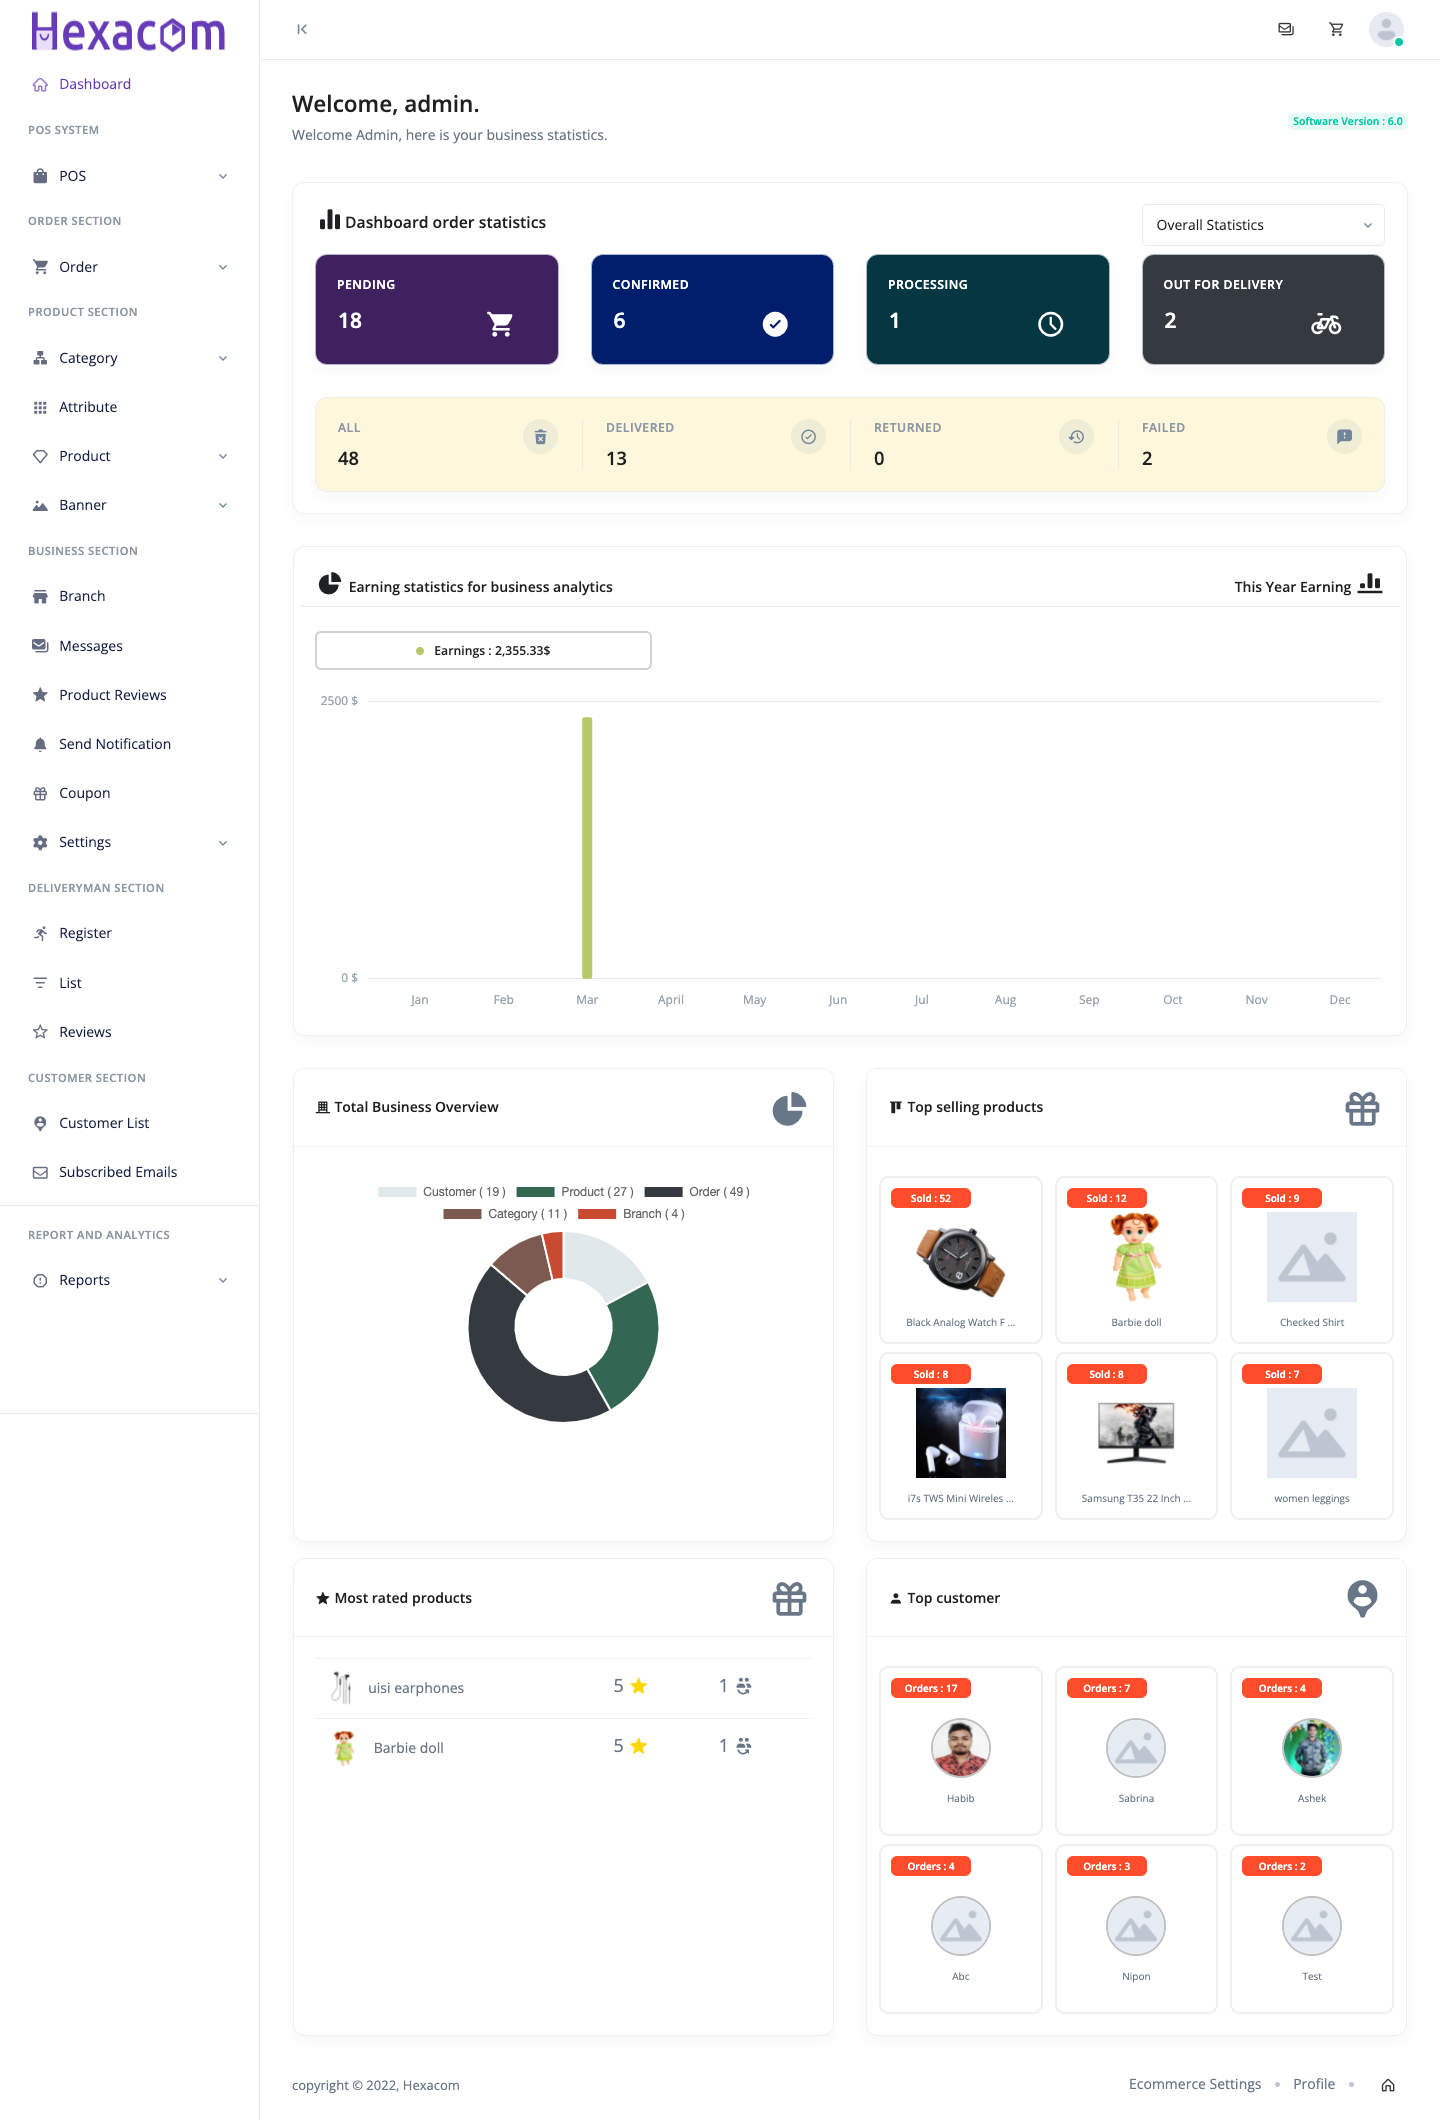 Hexacom
Dashboard
POS SYSTEM
POS
ORDER SECTION
Order
PRODUCT SECTION
Category
Attribute
Product
Banner
BUSINESS SECTION
Branch
Messages
Product Reviews
Send Notification
Coupon
Settings
DELIVERYMAN SECTION
Register
List
Reviews
CUSTOMER SECTION
Customer List
Subscribed Emails
REPORT AND ANALYTICS
Reports
Welcome, admin.
Welcome Admin, here is your business statistics.
Software Version : 6.0
Dashboard order statistics
Overall Statistics
PENDING
18
CONFIRMED
6
PROCESSING
1
OUT FOR DELIVERY
2
ALL
48
DELIVERED
13
RETURNED
0
FAILED
2
Earning statistics for business analytics
This Year Earning
Earnings : 2,355.33$
2500 $
0 $
Jan Feb Mar April May Jun Jul Aug Sep Oct Nov Dec
Total Business Overview
Customer ( 19 ) Product ( 27 ) Order ( 49 )
Category ( 11 ) Branch ( 4 )
Top selling products
Sold : 52
Black Analog Watch F ...
Sold : 12
Barbie doll
Sold : 9
Checked Shirt
Sold : 8
i7s TWS Mini Wireles ...
Sold : 8
Samsung T35 22 Inch ...
Sold : 7
women leggings
Most rated products
uisi earphones 5 1
Barbie doll 5 1
Top customer
Orders : 17
Habib
Orders : 7
Sabrina
Orders : 4
Ashek
Orders : 4
Abc
Orders : 3
Nipon
Orders : 2
Test
copyright © 2022, Hexacom
Ecommerce Settings • Profile •